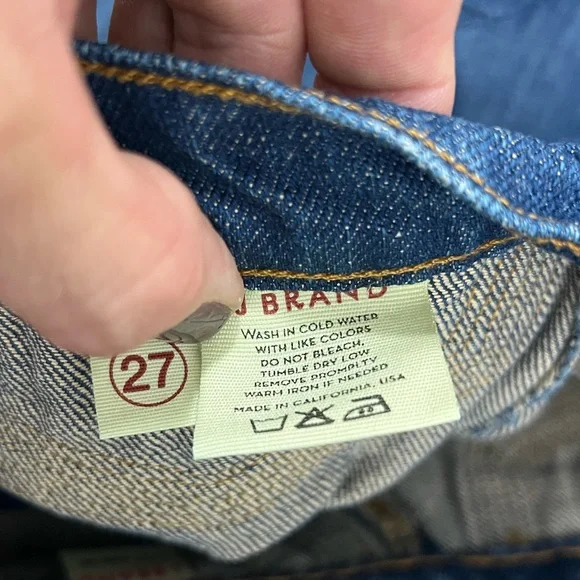 J BRAND
WASH IN COLD WATER
WITH LIKE COLORS
DO NOT BLEACH.
TUMBLE DRY LOW
REMOVE PROMPTLY
WARM IRON IF NEEDED
MADE IN CALIFORNIA, USA
27